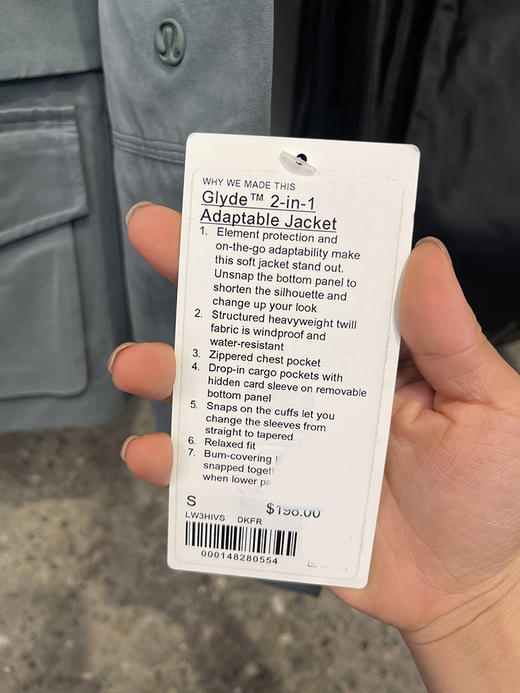 WHY WE MADE THIS
Glyde™ 2-in-1
Adaptable Jacket
1. Element protection and
on-the-go adaptability make
this soft jacket stand out.
Unsnap the bottom panel to
shorten the silhouette and
change up your look
2. Structured heavyweight twill
fabric is windproof and
water-resistant
3. Zippered chest pocket
4. Drop-in cargo pockets with
hidden card sleeve on removable
bottom panel
5. Snaps on the cuffs let you
change the sleeves from
straight to tapered
6. Relaxed fit
7. Bum-covering
snapped
when lower
S
$198.00
LW3HIVS DKFR
000148280554